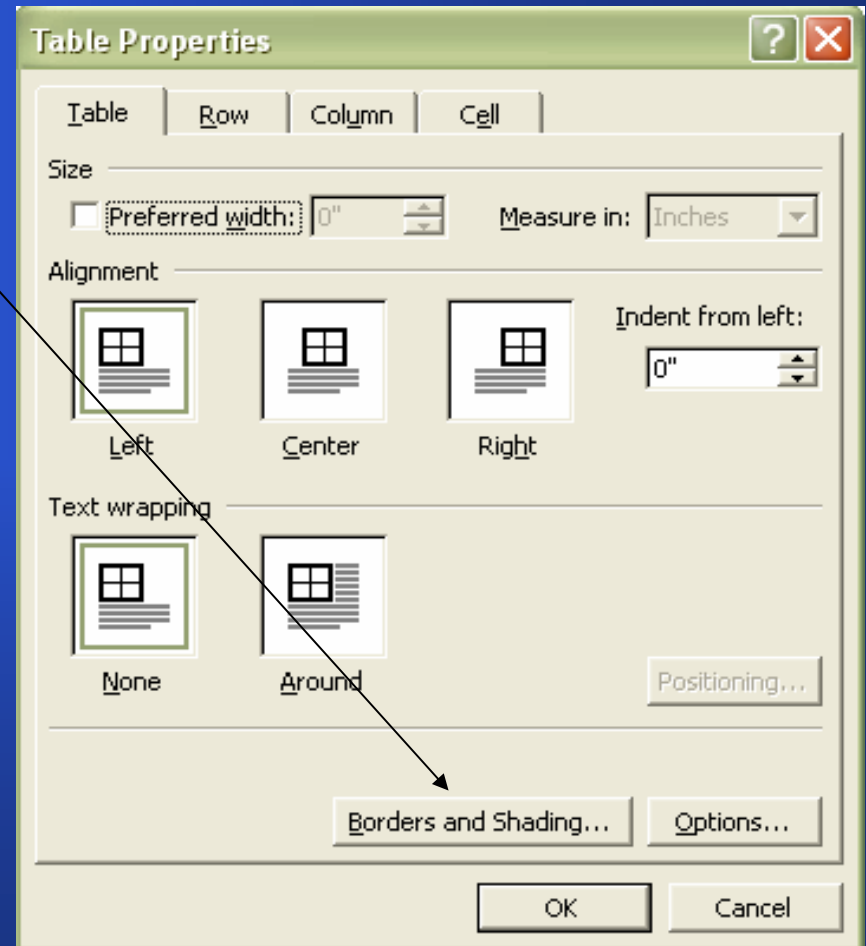 Table Properties
Table Row Column Cell
Size
Preferred width: 0" Measure in: Inches
Alignment
Indent from left:
0"
Left Center Right
Text wrapping
None Around Positioning...
Borders and Shading... Options...
OK Cancel